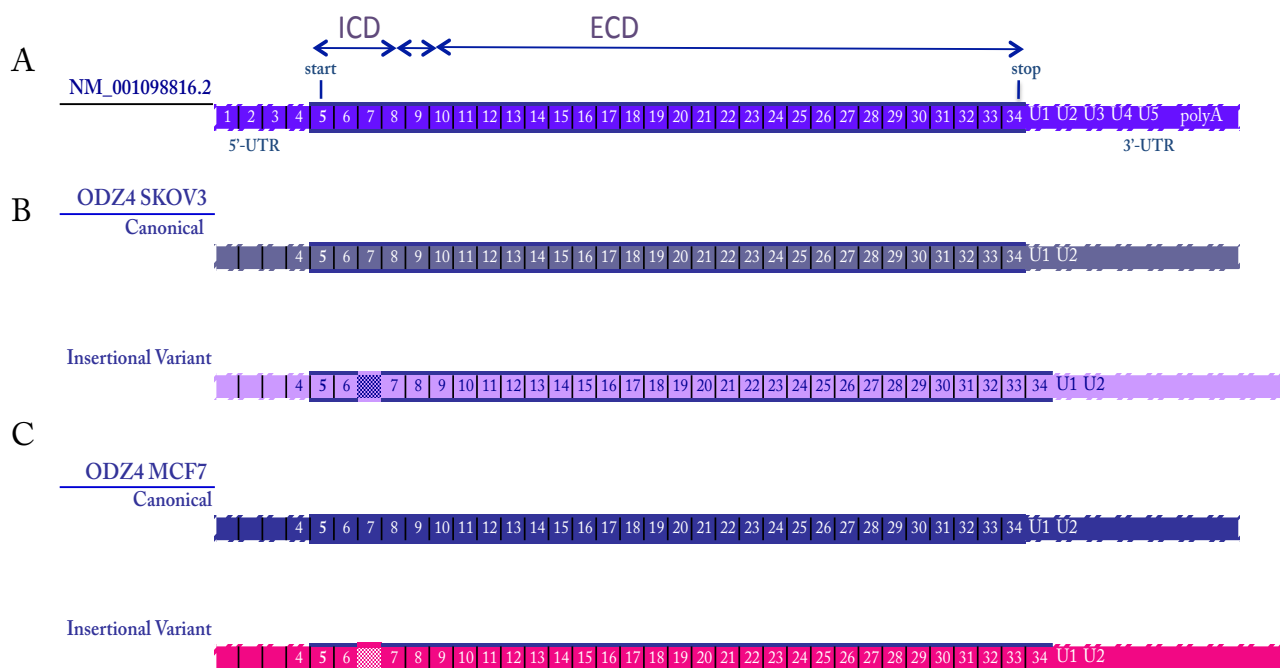 ICD ECD
A
start stop
NM_001098816.2
1 2 3 4 5 6 7 8 9 10 11 12 13 14 15 16 17 18 19 20 21 22 23 24 25 26 27 28 29 30 31 32 33 34 U1 U2 U3 U4 U5 polyA
5'-UTR 3'-UTR
B
ODZ4 SKOV3
Canonical
4 5 6 7 8 9 10 11 12 13 14 15 16 17 18 19 20 21 22 23 24 25 26 27 28 29 30 31 32 33 34 U1 U2
Insertional Variant
4 5 6 7 8 9 10 11 12 13 14 15 16 17 18 19 20 21 22 23 24 25 26 27 28 29 30 31 32 33 34 U1 U2
C
ODZ4 MCF7
Canonical
4 5 6 7 8 9 10 11 12 13 14 15 16 17 18 19 20 21 22 23 24 25 26 27 28 29 30 31 32 33 34 U1 U2
Insertional Variant
4 5 6 7 8 9 10 11 12 13 14 15 16 17 18 19 20 21 22 23 24 25 26 27 28 29 30 31 32 33 34 U1 U2